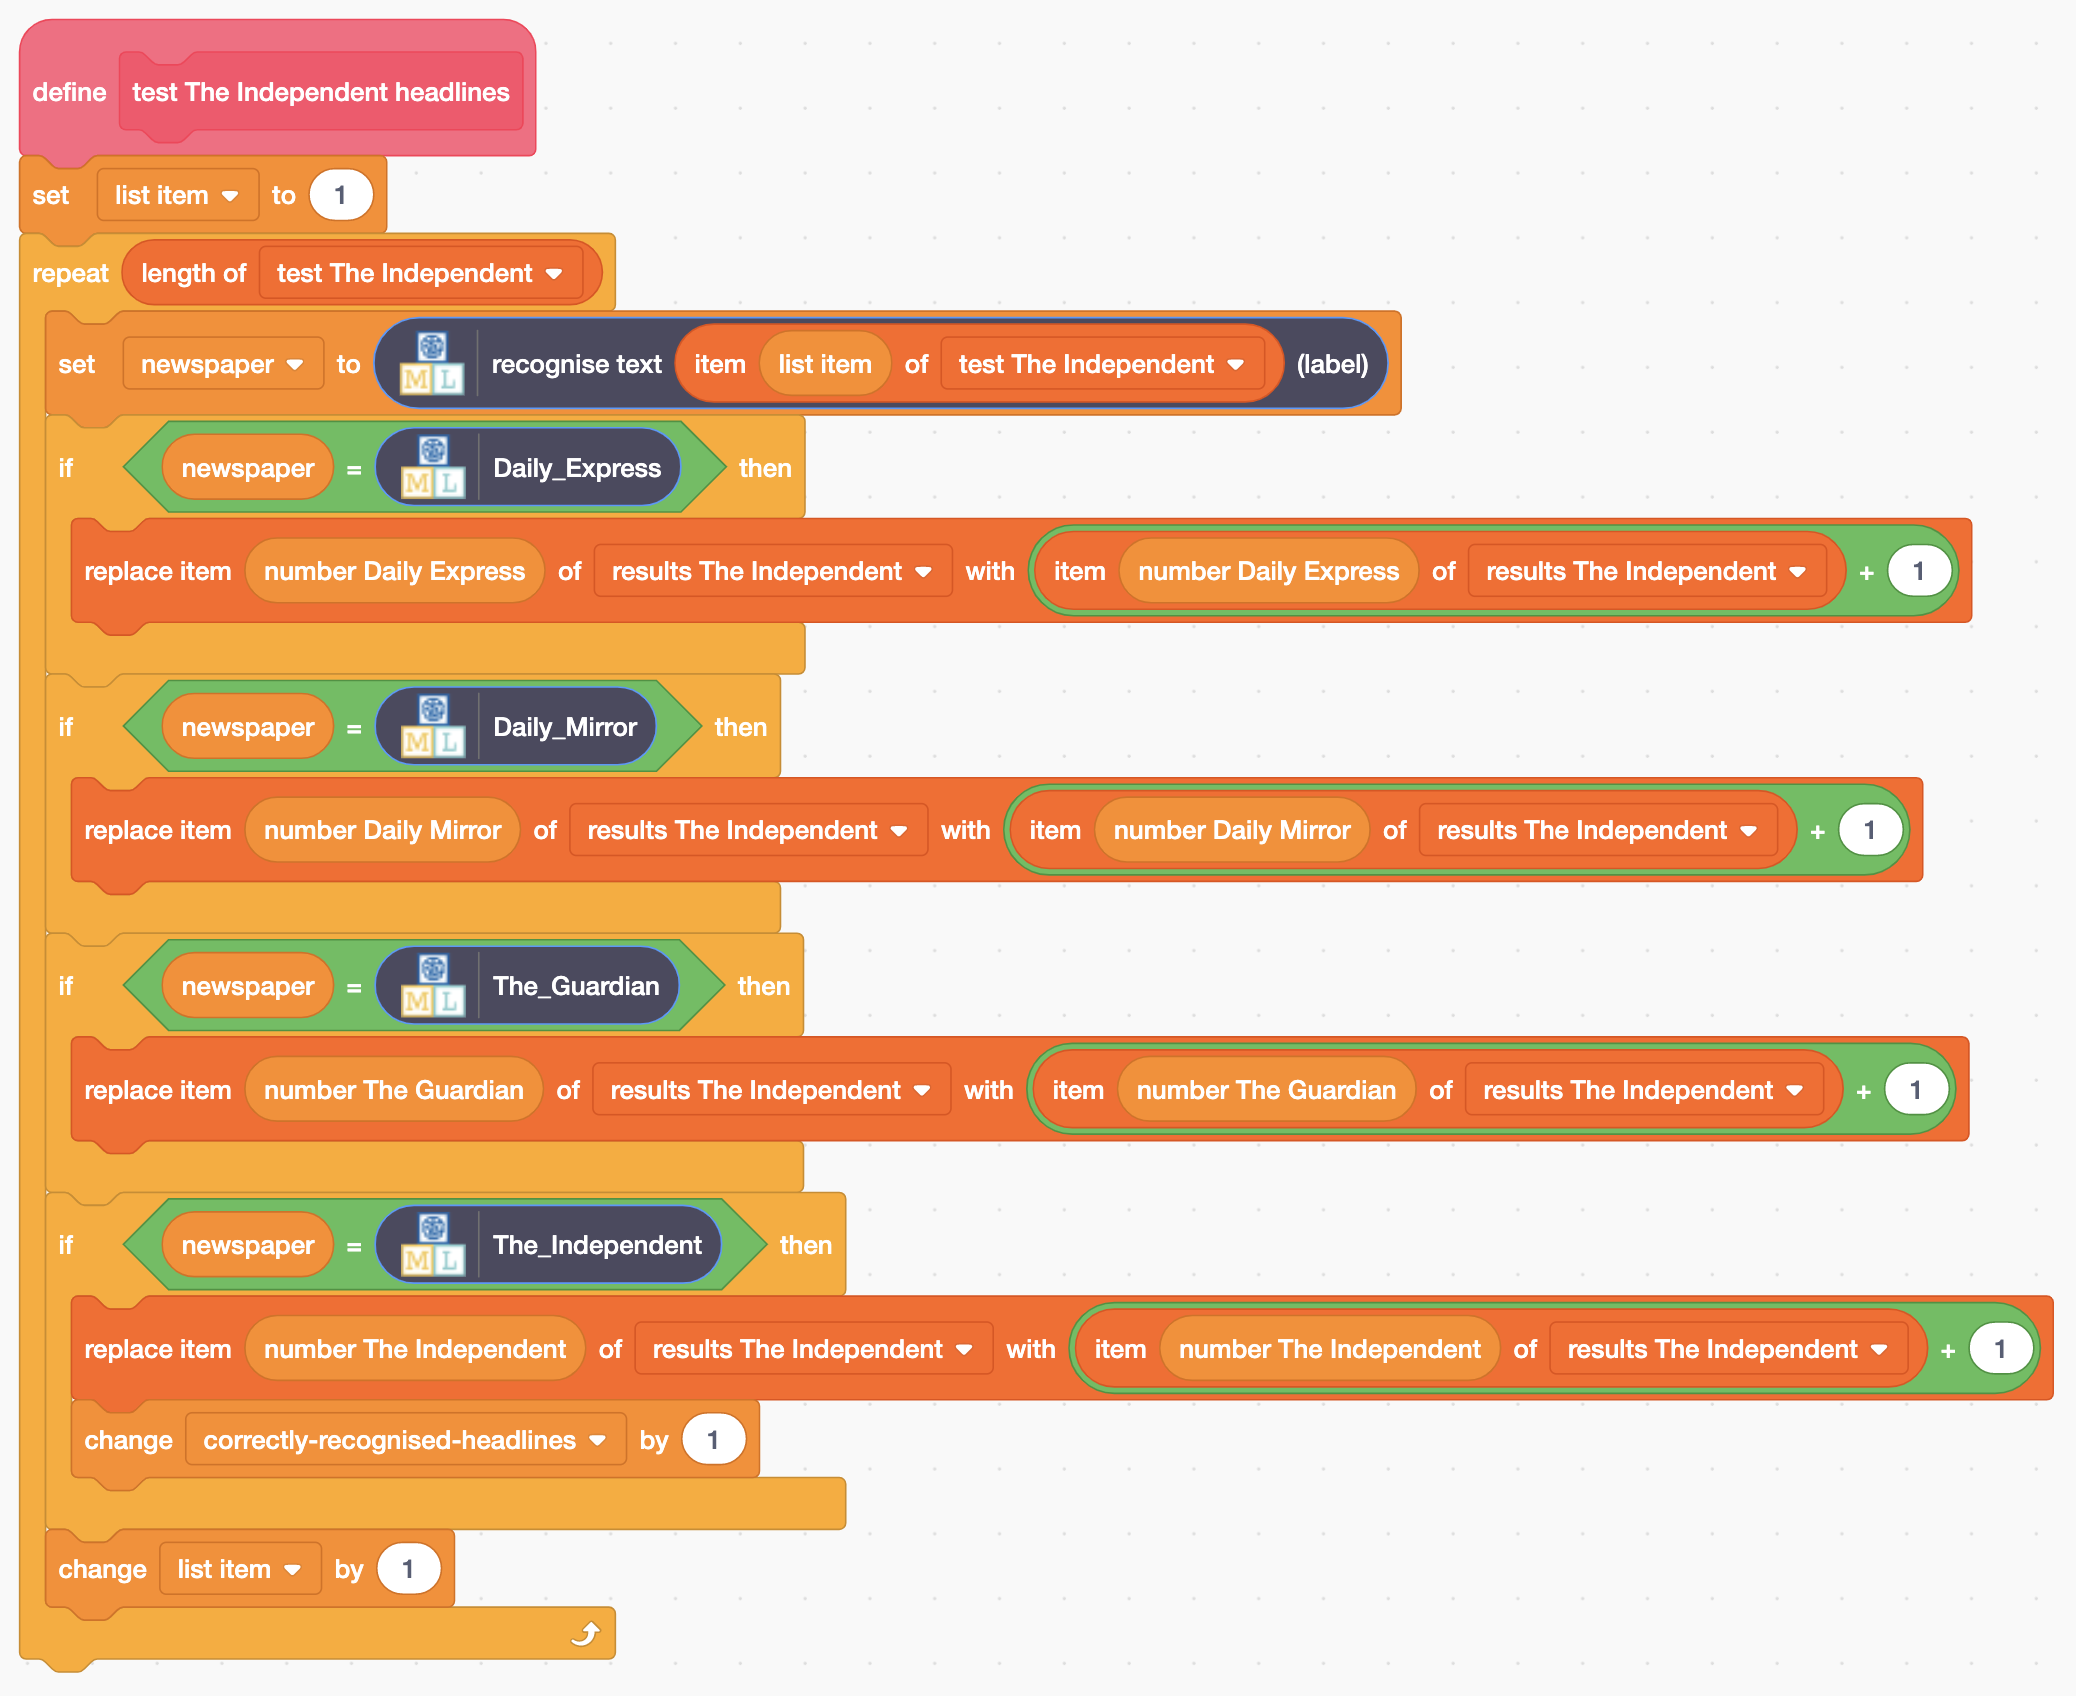 define test The Independent headlines
set list item to 1
repeat length of test The Independent
set newspaper to ML recognise text item list item of test The Independent (label)
if newspaper = ML Daily_Express then
replace item number Daily Express of results The Independent with item number Daily Express of results The Independent + 1
if newspaper = ML Daily_Mirror then
replace item number Daily Mirror of results The Independent with item number Daily Mirror of results The Independent + 1
if newspaper = ML The_Guardian then
replace item number The Guardian of results The Independent with item number The Guardian of results The Independent + 1
if newspaper = ML The_Independent then
replace item number The Independent of results The Independent with item number The Independent of results The Independent + 1
change correctly-recognised-headlines by 1
change list item by 1